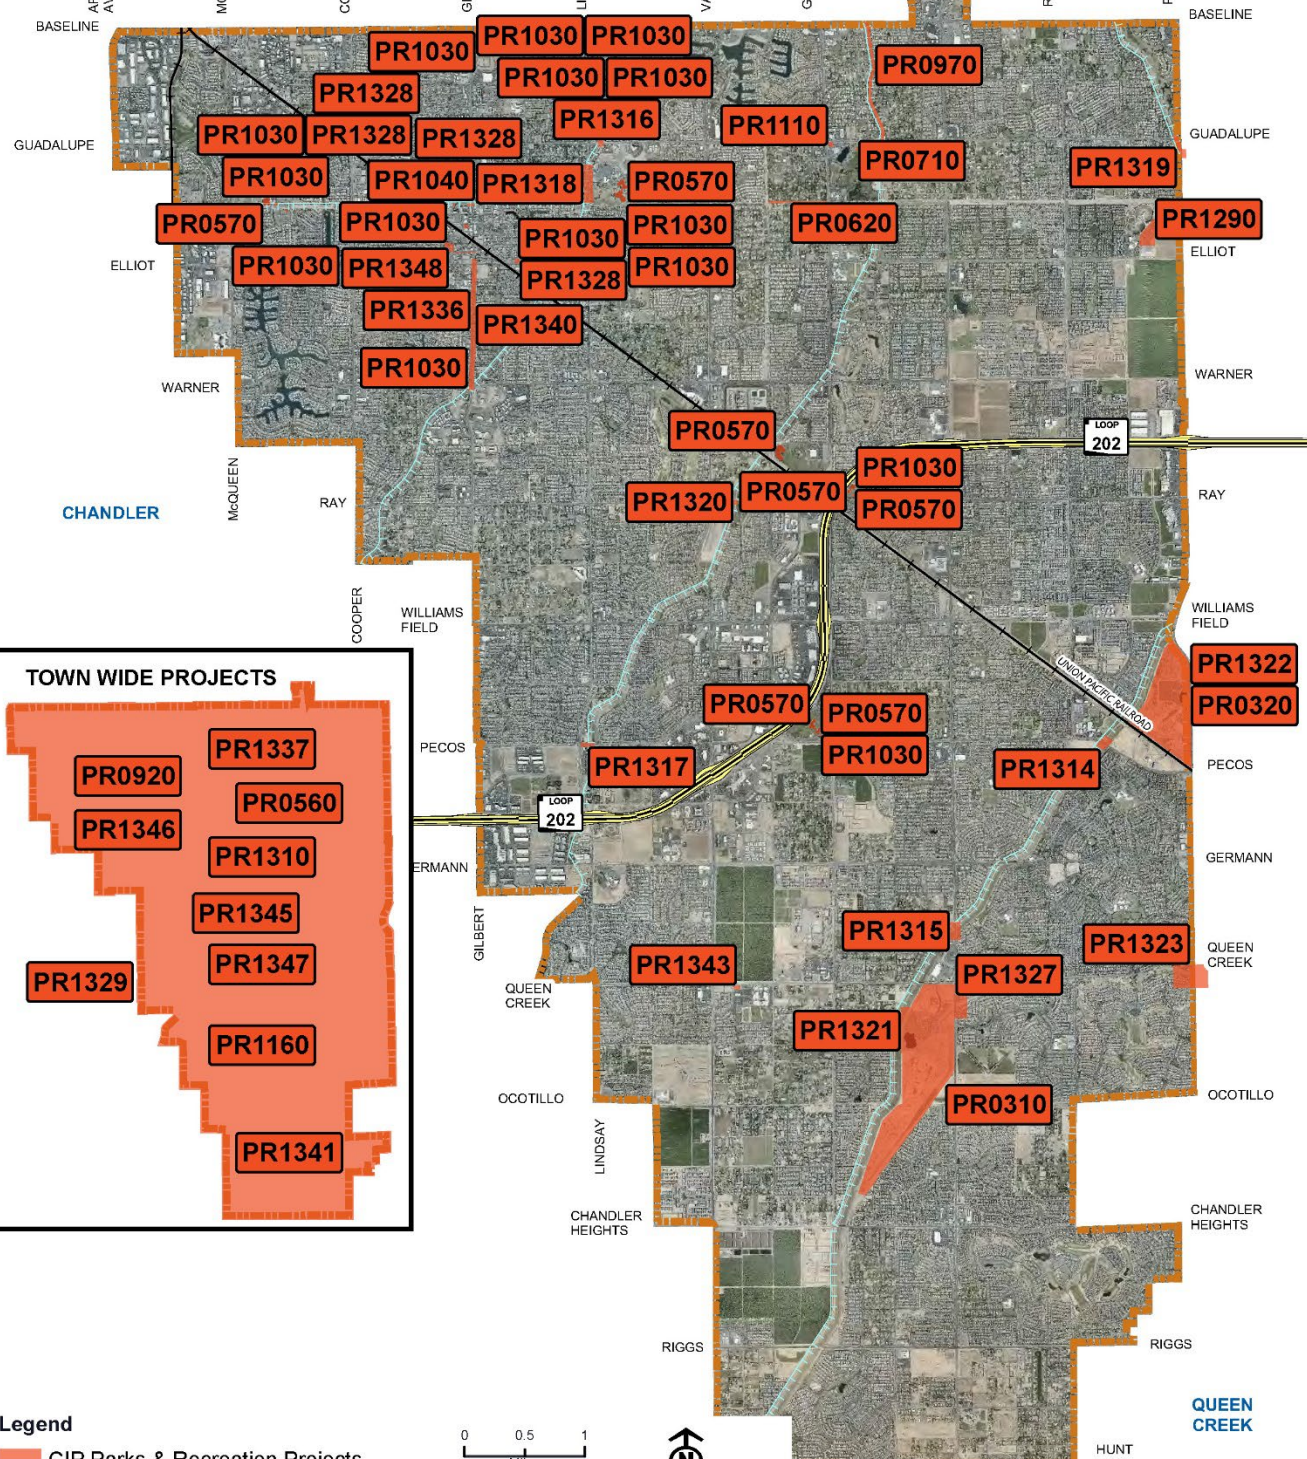 BASELINE
BASELINE
PR1030
PR1030
PR1030
PR1030
PR1030
PR0970
PR1328
PR1316
PR1110
PR1030
PR1328
PR1328
GUADALUPE
GUADALUPE
PR0710
PR1319
PR1030
PR1040
PR1318
PR0570
PR0570
PR1030
PR1030
PR1030
PR0620
PR1290
ELLIOT
ELLIOT
PR1030
PR1348
PR1328
PR1030
PR1336
PR1340
PR1030
WARNER
WARNER
PR0570
LOOP
202
PR1030
McQUEEN
RAY
PR1320
PR0570
PR0570
RAY
CHANDLER
COOPER
WILLIAMS
FIELD
WILLIAMS
FIELD
UNION PACIFIC RAILROAD
PR1322
PR0320
TOWN WIDE PROJECTS
PR0570
PR0570
PR1030
PECOS
PR1317
PR1314
PECOS
PR1337
PR0920
PR0560
PR1346
PR1310
PR1345
PR1347
PR1329
PR1160
PR1341
LOOP
202
ERMANN
GERMANN
GILBERT
PR1315
PR1323
QUEEN
CREEK
PR1343
PR1327
QUEEN
CREEK
PR1321
OCOTILLO
PR0310
OCOTILLO
LINDSAY
CHANDLER
HEIGHTS
CHANDLER
HEIGHTS
RIGGS
RIGGS
QUEEN
CREEK
Legend
CIP Parks & Recreation Projects
0 0.5 1
N
HUNT